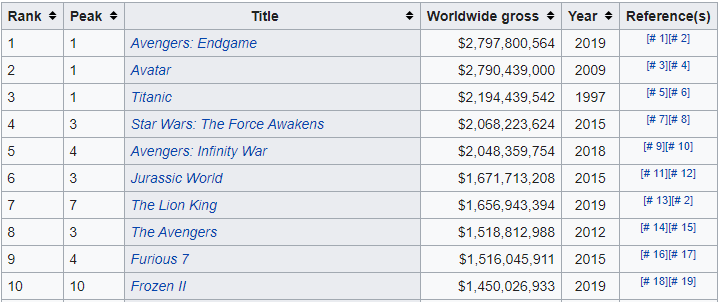 Rank Peak Title Worldwide gross Year Reference(s)
1 1 Avengers: Endgame $2,797,800,564 2019 [# 1][# 2]
2 1 Avatar $2,790,439,000 2009 [# 3][# 4]
3 1 Titanic $2,194,439,542 1997 [# 5][# 6]
4 3 Star Wars: The Force Awakens $2,068,223,624 2015 [# 7][# 8]
5 4 Avengers: Infinity War $2,048,359,754 2018 [# 9][# 10]
6 3 Jurassic World $1,671,713,208 2015 [# 11][# 12]
7 7 The Lion King $1,656,943,394 2019 [# 13][# 2]
8 3 The Avengers $1,518,812,988 2012 [# 14][# 15]
9 4 Furious 7 $1,516,045,911 2015 [# 16][# 17]
10 10 Frozen II $1,450,026,933 2019 [# 18][# 19]